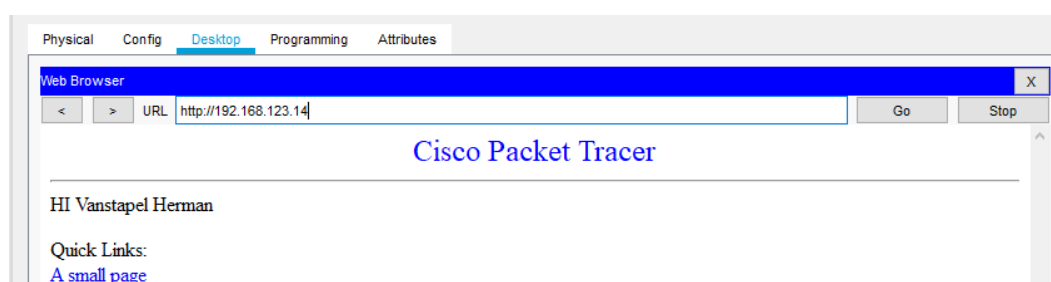 Physical Config Desktop Programming Attributes
Web Browser X
< > URL http://192.168.123.14 Go Stop
Cisco Packet Tracer
HI Vanstapel Herman
Quick Links:
A small page